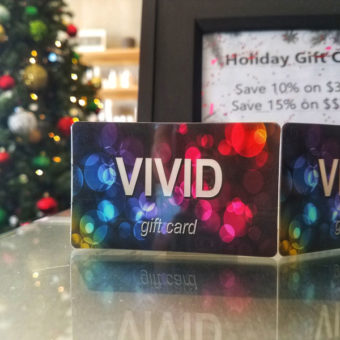 Holiday Gift
Save 10% on
Save 15% on $$
VIVID
gift card